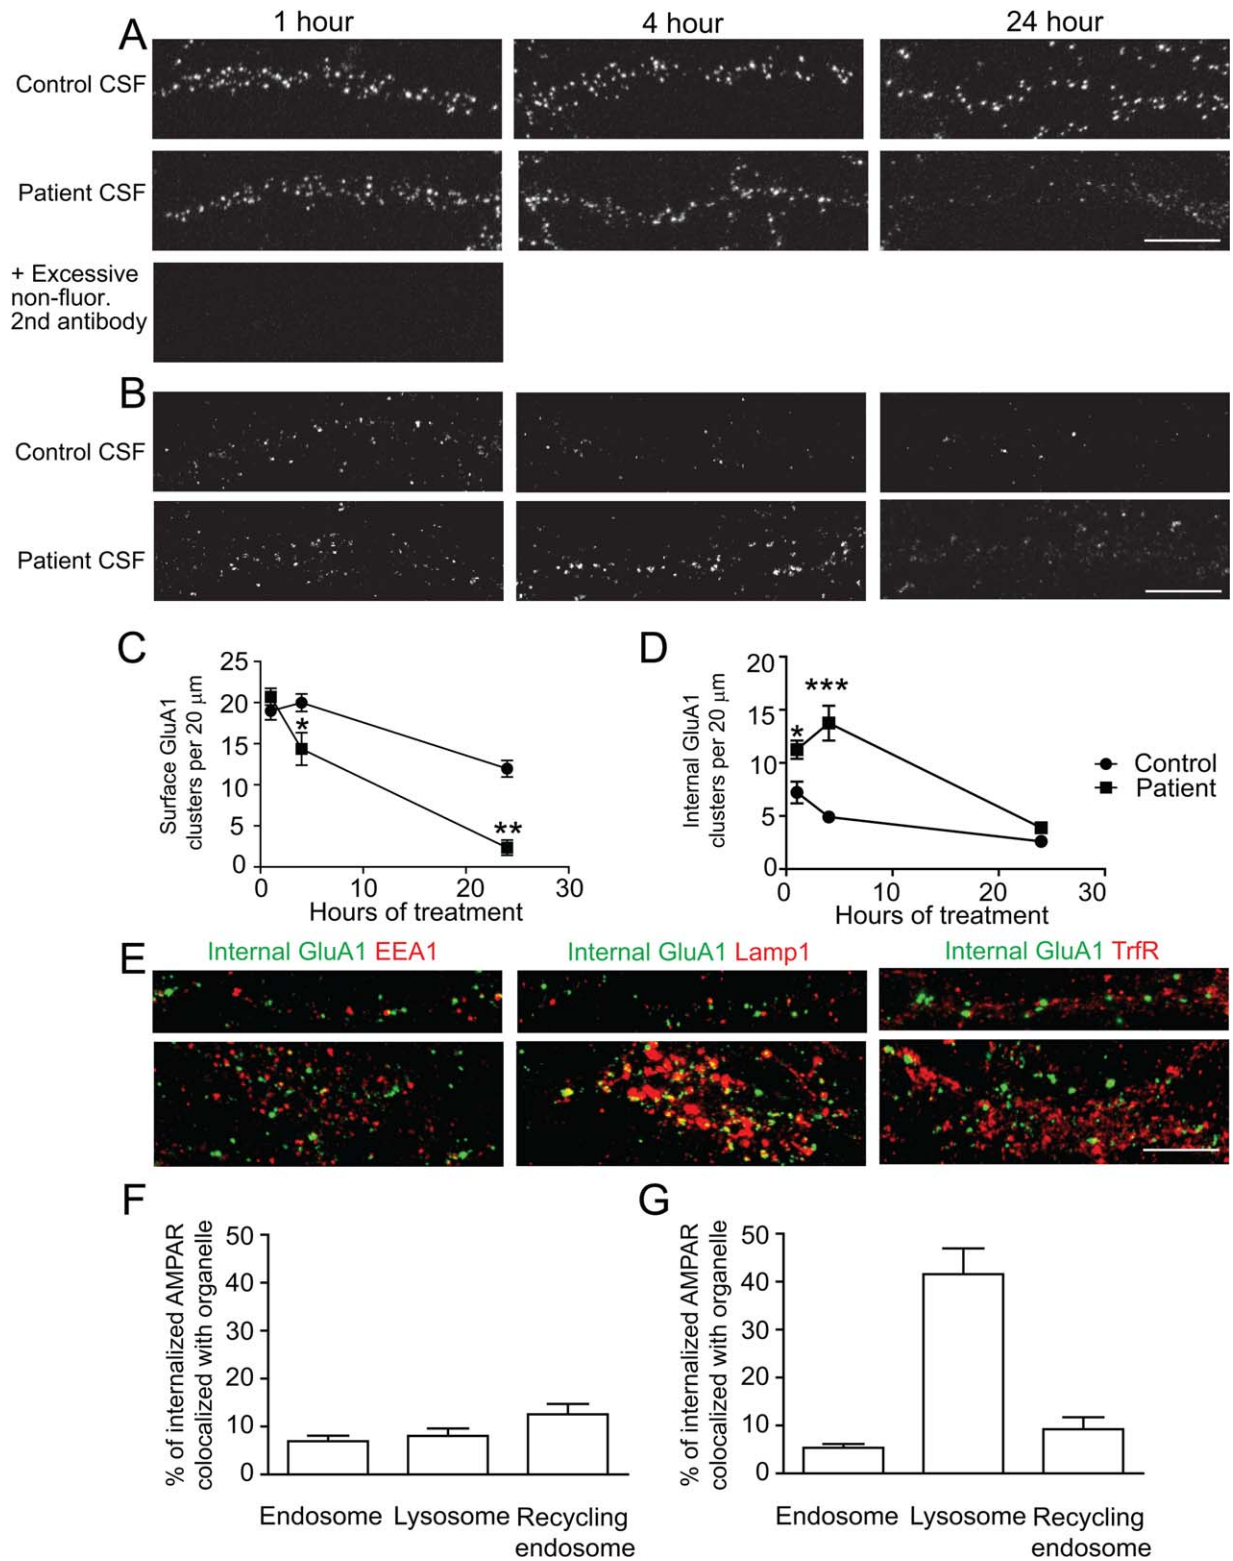 A
1 hour
4 hour
24 hour
Control CSF
Patient CSF
+ Excessive
non-fluor.
2nd antibody
B
Control CSF
Patient CSF
C
Surface GluA1
clusters per 20 μm
25
20
15
10
5
0
*
**
0
10
20
30
Hours of treatment
D
Internal GluA1
clusters per 20 μm
20
15
10
5
0
*
***
0
10
20
30
Hours of treatment
Control
Patient
E
Internal GluA1 EEA1
Internal GluA1 Lamp1
Internal GluA1 TrfR
F
% of internalized AMPAR
colocalized with organelle
50
40
30
20
10
0
Endosome
Lysosome
Recycling
endosome
G
% of internalized AMPAR
colocalized with organelle
50
40
30
20
10
0
Endosome
Lysosome
Recycling
endosome